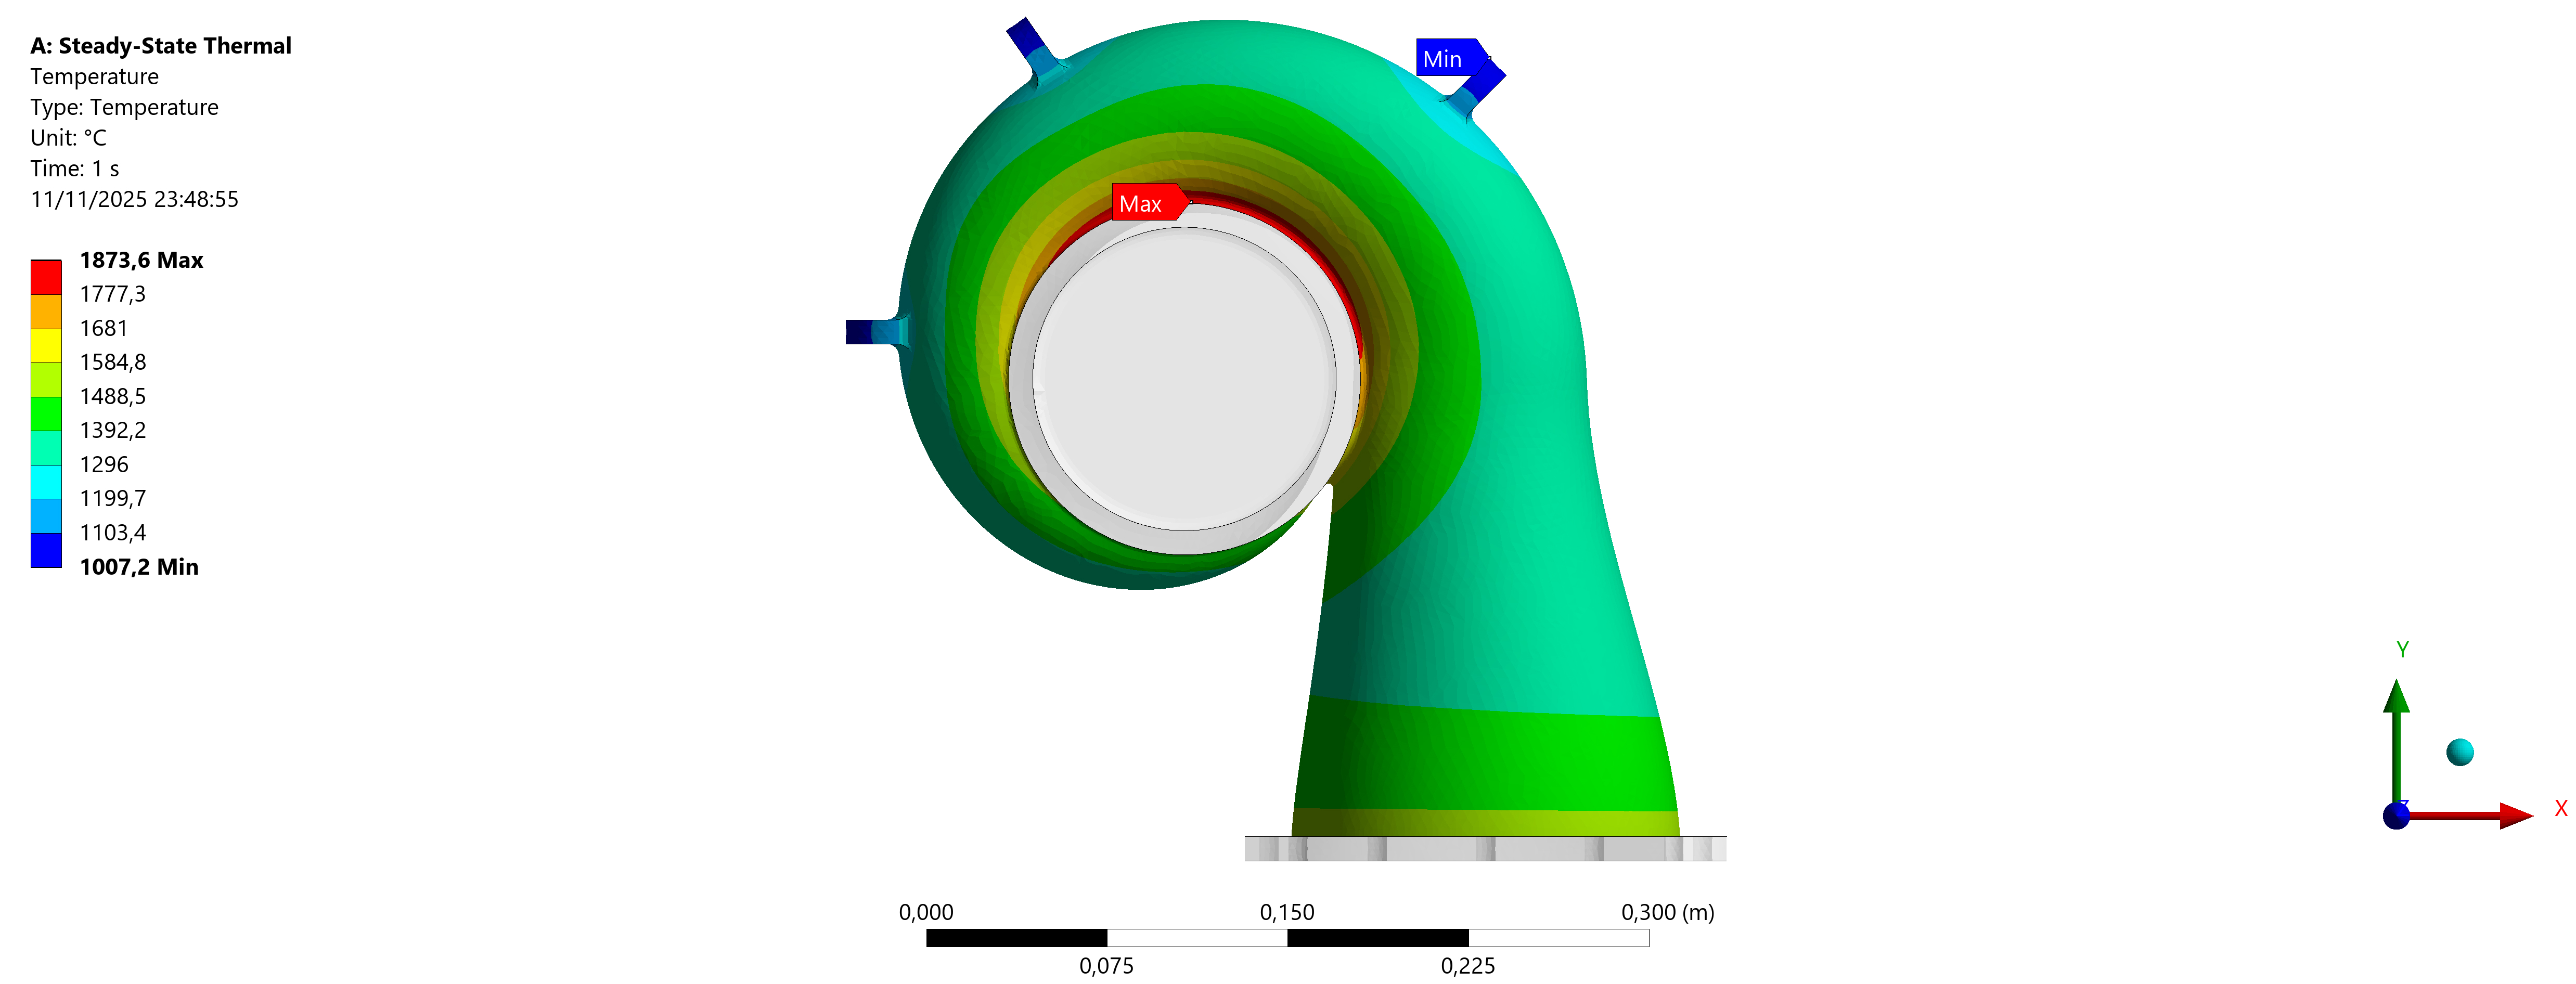 A: Steady-State Thermal
Temperature
Type: Temperature
Unit: °C
Time: 1 s
11/11/2025 23:48:55
1873,6 Max
1777,3
1681
1584,8
1488,5
1392,2
1296
1199,7
1103,4
1007,2 Min
Min
Max
0,000
0,150
0,300 (m)
0,075
0,225
Y
Z
X